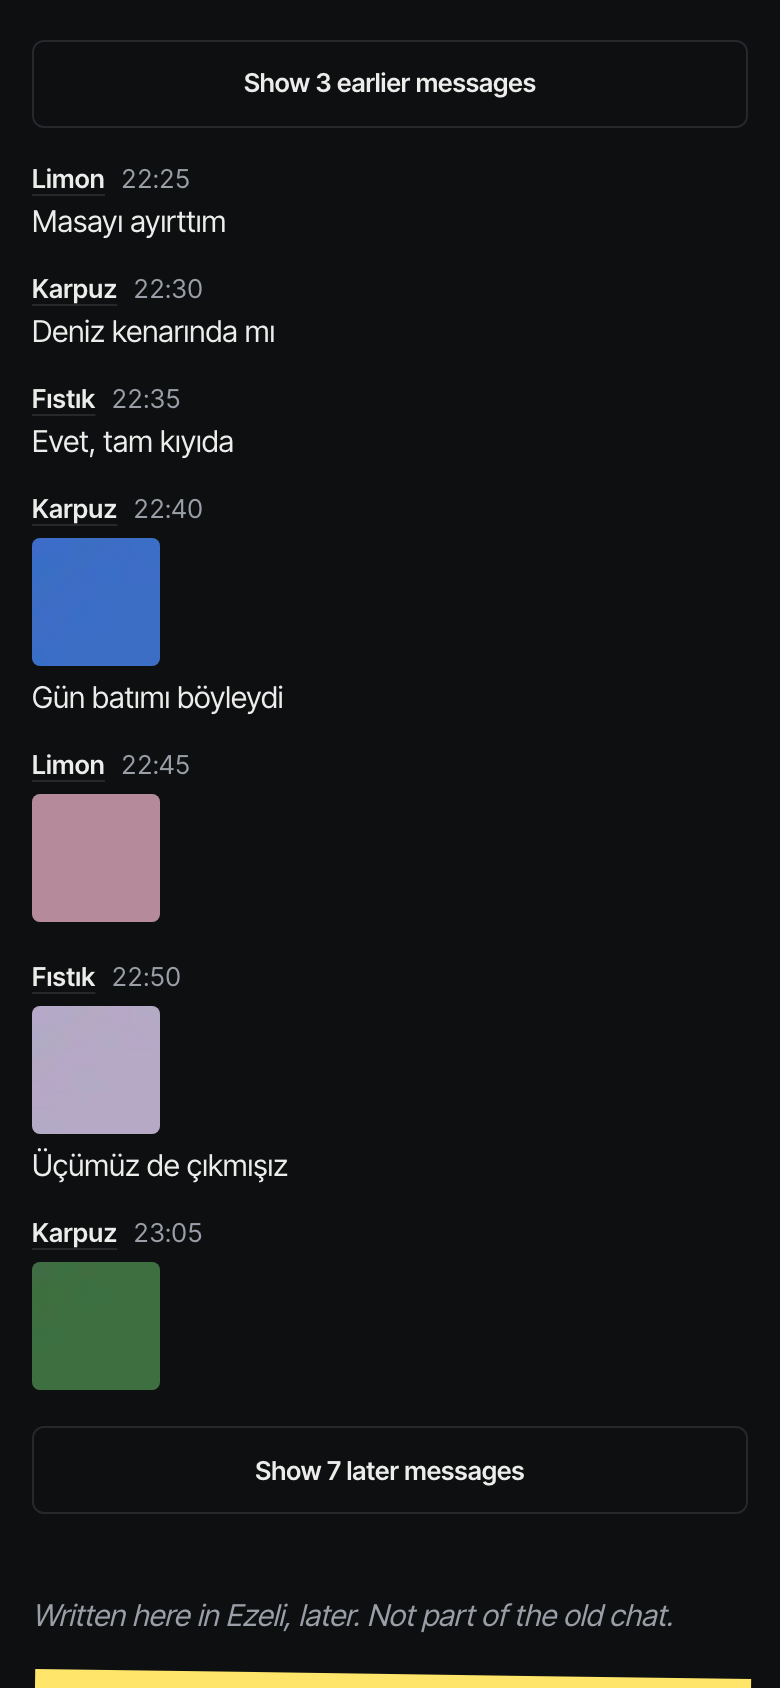 Show 3 earlier messages
Limon 22:25
Masayı ayırttım
Karpuz 22:30
Deniz kenarında mı
Fıstık 22:35
Evet, tam kıyıda
Karpuz 22:40
Gün batımı böyleydi
Limon 22:45
Fıstık 22:50
Üçümüz de çıkmışız
Karpuz 23:05
Show 7 later messages
Written here in Ezeli, later. Not part of the old chat.